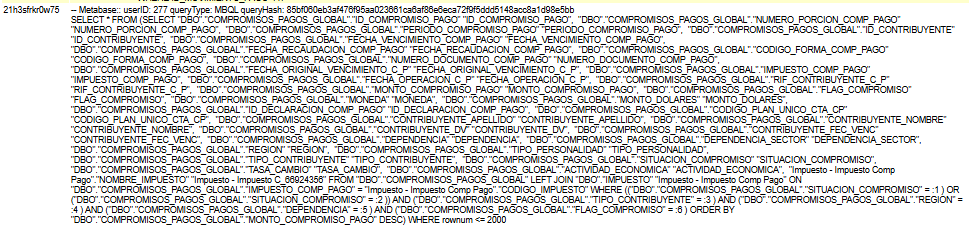 21h3sfrkr0w75 -- Metabase:: userID: 277 queryType: MBQL queryHash: 85bf060eb3af476f95aa023661ca6af86e6eca72f9f5ddd5148acc8a1d98e5bb
SELECT * FROM (SELECT "DBO"."COMPROMISOS_PAGOS_GLOBAL"."ID_COMPROMISO_PAGO" "ID_COMPROMISO_PAGO", "DBO"."COMPROMISOS_PAGOS_GLOBAL"."NUMERO_PORCION_COMP_PAGO"
"NUMERO_PORCION_COMP_PAGO", "DBO"."COMPROMISOS_PAGOS_GLOBAL"."PERIODO_COMPROMISO_PAGO" "PERIODO_COMPROMISO_PAGO", "DBO"."COMPROMISOS_PAGOS_GLOBAL"."ID_CONTRIBUYENTE"
"ID_CONTRIBUYENTE", "DBO"."COMPROMISOS_PAGOS_GLOBAL"."FECHA_VENCIMIENTO_COMP_PAGO" "FECHA_VENCIMIENTO_COMP_PAGO",
"DBO"."COMPROMISOS_PAGOS_GLOBAL"."FECHA_RECAUDACION_COMP_PAGO" "FECHA_RECAUDACION_COMP_PAGO", "DBO"."COMPROMISOS_PAGOS_GLOBAL"."CODIGO_FORMA_COMP_PAGO"
"CODIGO_FORMA_COMP_PAGO", "DBO"."COMPROMISOS_PAGOS_GLOBAL"."NUMERO_DOCUMENTO_COMP_PAGO" "NUMERO_DOCUMENTO_COMP_PAGO",
"DBO"."COMPROMISOS_PAGOS_GLOBAL"."FECHA_ORIGINAL_VENCIMIENTO_C_P" "FECHA_ORIGINAL_VENCIMIENTO_C_P", "DBO"."COMPROMISOS_PAGOS_GLOBAL"."IMPUESTO_COMP_PAGO"
"IMPUESTO_COMP_PAGO", "DBO"."COMPROMISOS_PAGOS_GLOBAL"."FECHA_OPERACION_C_P" "FECHA_OPERACION_C_P", "DBO"."COMPROMISOS_PAGOS_GLOBAL"."RIF_CONTRIBUYENTE_C_P"
"RIF_CONTRIBUYENTE_C_P", "DBO"."COMPROMISOS_PAGOS_GLOBAL"."MONTO_COMPROMISO_PAGO" "MONTO_COMPROMISO_PAGO", "DBO"."COMPROMISOS_PAGOS_GLOBAL"."FLAG_COMPROMISO"
"FLAG_COMPROMISO", "DBO"."COMPROMISOS_PAGOS_GLOBAL"."MONEDA" "MONEDA", "DBO"."COMPROMISOS_PAGOS_GLOBAL"."MONTO_DOLARES" "MONTO_DOLARES",
"DBO"."COMPROMISOS_PAGOS_GLOBAL"."ID_DECLARACION_COMP_PAGO" "ID_DECLARACION_COMP_PAGO", "DBO"."COMPROMISOS_PAGOS_GLOBAL"."CODIGO_PLAN_UNICO_CTA_CP"
"CODIGO_PLAN_UNICO_CTA_CP", "DBO"."COMPROMISOS_PAGOS_GLOBAL"."CONTRIBUYENTE_APELLIDO" "CONTRIBUYENTE_APELLIDO", "DBO"."COMPROMISOS_PAGOS_GLOBAL"."CONTRIBUYENTE_NOMBRE"
"CONTRIBUYENTE_NOMBRE", "DBO"."COMPROMISOS_PAGOS_GLOBAL"."CONTRIBUYENTE_DV" "CONTRIBUYENTE_DV", "DBO"."COMPROMISOS_PAGOS_GLOBAL"."CONTRIBUYENTE_FEC_VENC"
"CONTRIBUYENTE_FEC_VENC", "DBO"."COMPROMISOS_PAGOS_GLOBAL"."DEPENDENCIA" "DEPENDENCIA", "DBO"."COMPROMISOS_PAGOS_GLOBAL"."DEPENDENCIA_SECTOR" "DEPENDENCIA_SECTOR",
"DBO"."COMPROMISOS_PAGOS_GLOBAL"."REGION" "REGION", "DBO"."COMPROMISOS_PAGOS_GLOBAL"."TIPO_PERSONALIDAD" "TIPO_PERSONALIDAD",
"DBO"."COMPROMISOS_PAGOS_GLOBAL"."TIPO_CONTRIBUYENTE" "TIPO_CONTRIBUYENTE", "DBO"."COMPROMISOS_PAGOS_GLOBAL"."SITUACION_COMPROMISO" "SITUACION_COMPROMISO",
"DBO"."COMPROMISOS_PAGOS_GLOBAL"."TASA_CAMBIO" "TASA_CAMBIO", "DBO"."COMPROMISOS_PAGOS_GLOBAL"."ACTIVIDAD_ECONOMICA" "ACTIVIDAD_ECONOMICA", "Impuesto - Impuesto Comp
Pago"."NOMBRE_IMPUESTO" "Impuesto - Impuesto C_66924356" FROM "DBO"."COMPROMISOS_PAGOS_GLOBAL" LEFT JOIN "DBO"."IMPUESTO" "Impuesto - Impuesto Comp Pago" ON
"DBO"."COMPROMISOS_PAGOS_GLOBAL"."IMPUESTO_COMP_PAGO" = "Impuesto - Impuesto Comp Pago"."CODIGO_IMPUESTO" WHERE (("DBO"."COMPROMISOS_PAGOS_GLOBAL"."SITUACION_COMPROMISO" = :1 ) OR
("DBO"."COMPROMISOS_PAGOS_GLOBAL"."SITUACION_COMPROMISO" = :2 )) AND ("DBO"."COMPROMISOS_PAGOS_GLOBAL"."TIPO_CONTRIBUYENTE" = :3 ) AND ("DBO"."COMPROMISOS_PAGOS_GLOBAL"."REGION" =
:4 ) AND ("DBO"."COMPROMISOS_PAGOS_GLOBAL"."DEPENDENCIA" = :5 ) AND ("DBO"."COMPROMISOS_PAGOS_GLOBAL"."FLAG_COMPROMISO" = :6 ) ORDER BY
"DBO"."COMPROMISOS_PAGOS_GLOBAL"."MONTO_COMPROMISO_PAGO" DESC) WHERE rownum <= 2000